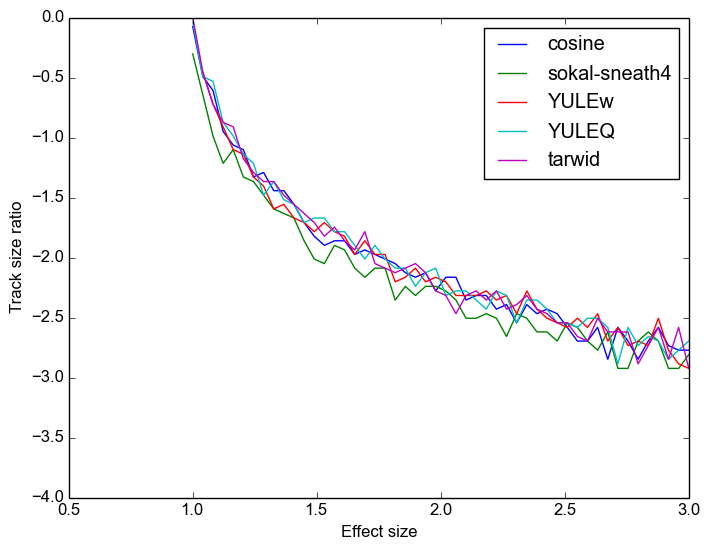 0.0
−0.5
−1.0
−1.5
−2.0
−2.5
−3.0
−3.5
−4.0
Track size ratio
cosine
sokal-sneath4
YULEw
YULEQ
tarwid
0.5 1.0 1.5 2.0 2.5 3.0
Effect size